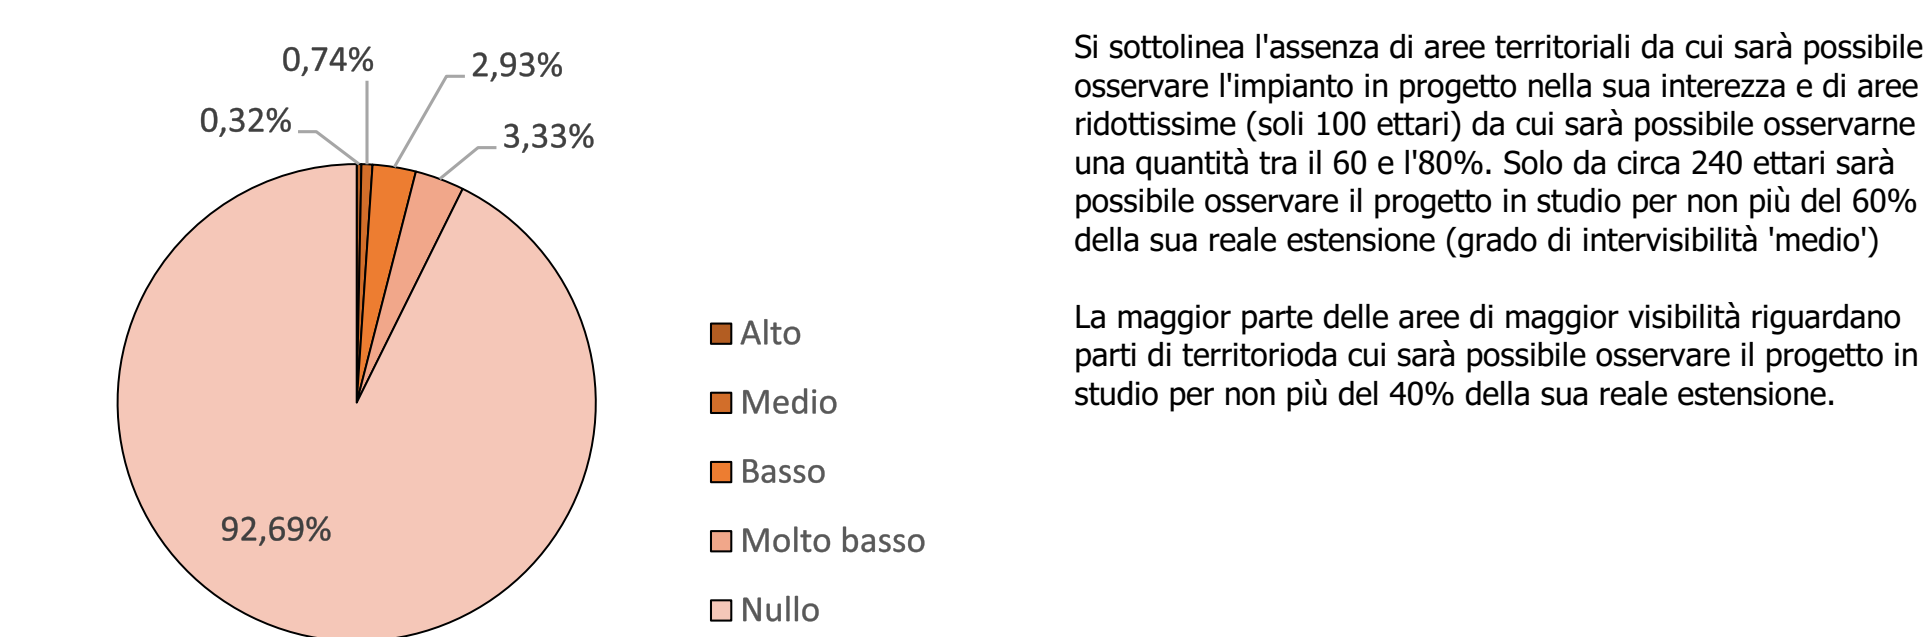 0,74%
2,93%
0,32%
3,33%
92,69%
Alto
Medio
Basso
Molto basso
Nullo
Si sottolinea l'assenza di aree territoriali da cui sarà possibile
osservare l'impianto in progetto nella sua interezza e di aree
ridottissime (soli 100 ettari) da cui sarà possibile osservarne
una quantità tra il 60 e l'80%. Solo da circa 240 ettari sarà
possibile osservare il progetto in studio per non più del 60%
della sua reale estensione (grado di intervisibilità 'medio')
La maggior parte delle aree di maggior visibilità riguardano
parti di territorioda cui sarà possibile osservare il progetto in
studio per non più del 40% della sua reale estensione.